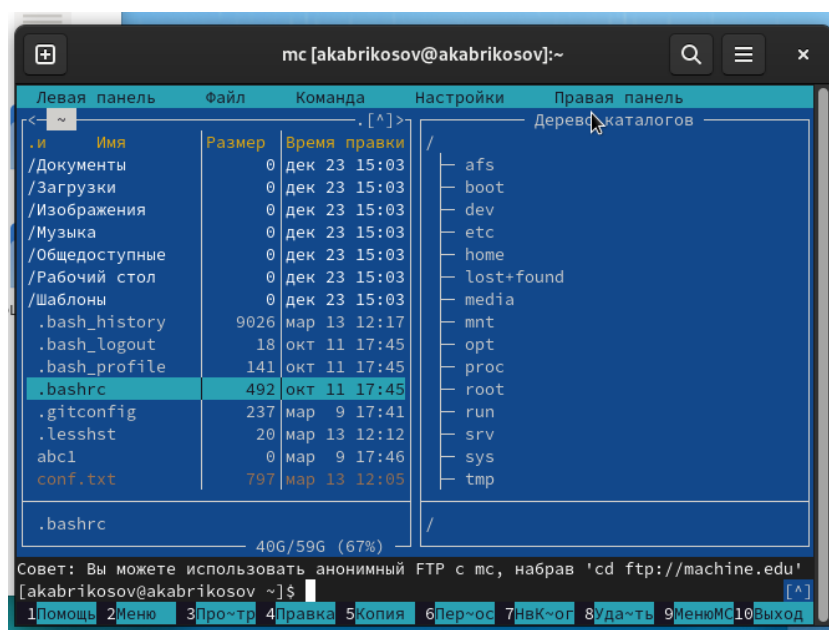 mc [akabrikosov@akabrikosov]:~
Левая панель Файл Команда Настройки Правая панель
<- ~ .[^]> Дерево каталогов
.и Имя Размер Время правки
/Документы 0 дек 23 15:03
/Загрузки 0 дек 23 15:03
/Изображения 0 дек 23 15:03
/Музыка 0 дек 23 15:03
/Общедоступные 0 дек 23 15:03
/Рабочий стол 0 дек 23 15:03
/Шаблоны 0 дек 23 15:03
.bash_history 9026 мар 13 12:17
.bash_logout 18 окт 11 17:45
.bash_profile 141 окт 11 17:45
.bashrc 492 окт 11 17:45
.gitconfig 237 мар 9 17:41
.lesshst 20 мар 13 12:12
abc1 0 мар 9 17:46
conf.txt 797 мар 13 12:05
.bashrc
40G/59G (67%)
/
afs
boot
dev
etc
home
lost+found
media
mnt
opt
proc
root
run
srv
sys
tmp
/
Совет: Вы можете использовать анонимный FTP с mc, набрав 'cd ftp://machine.edu'
[akabrikosov@akabrikosov ~]$ [^]
1Помощь 2Меню 3Про~тр 4Правка 5Копия 6Пер~ос 7НвК~ог 8Уда~ть 9МенюМС 10Выход